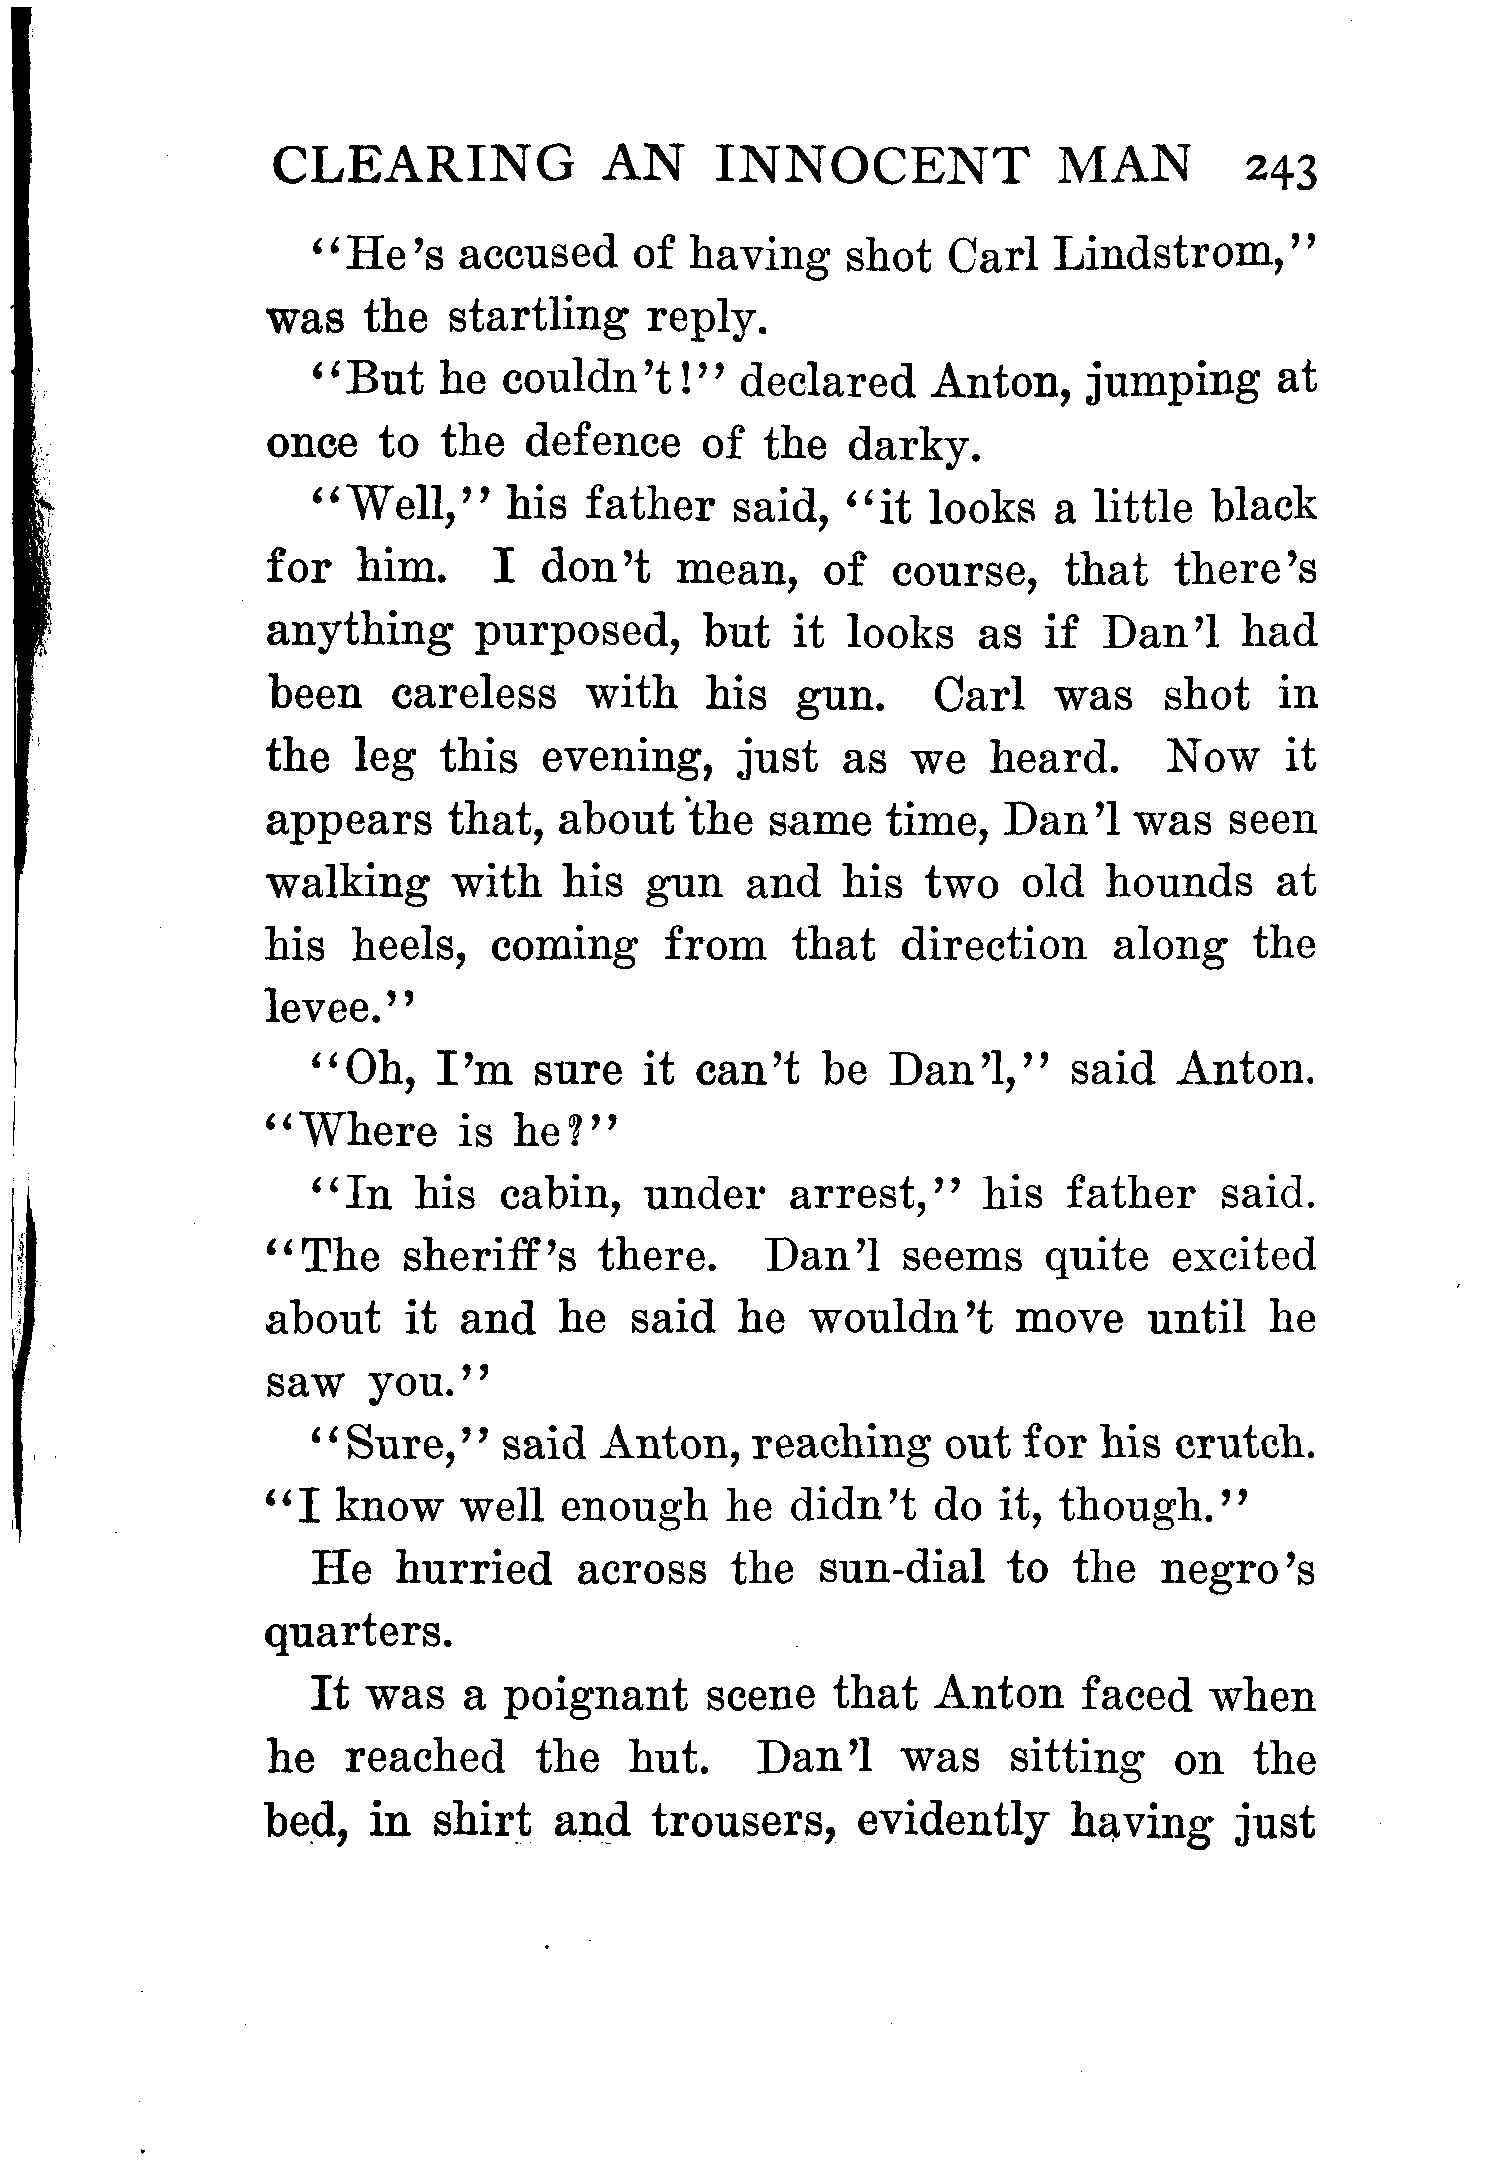 CLEARING AN INNOCENT MAN 243
"He's accused of having shot Carl Lindstrom,"
was the startling reply.
"But he couldn't!" declared Anton, jumping at
once to the defence of the darky.
"Well," his father said, "it looks a little black
for him. I don't mean, of course, that there's
anything purposed, but it looks as if Dan'l had
been careless with his gun. Carl was shot in
the leg this evening, just as we heard. Now it
appears that, about the same time, Dan'l was seen
walking with his gun and his two old hounds at
his heels, coming from that direction along the
levee."
"Oh, I'm sure it can't be Dan'l," said Anton.
"Where is he?"
"In his cabin, under arrest," his father said.
"The sheriff's there. Dan'l seems quite excited
about it and he said he wouldn't move until he
saw you."
"Sure," said Anton, reaching out for his crutch.
"I know well enough he didn't do it, though."
He hurried across the sun-dial to the negro's
quarters.
It was a poignant scene that Anton faced when
he reached the hut. Dan'l was sitting on the
bed, in shirt and trousers, evidently having just